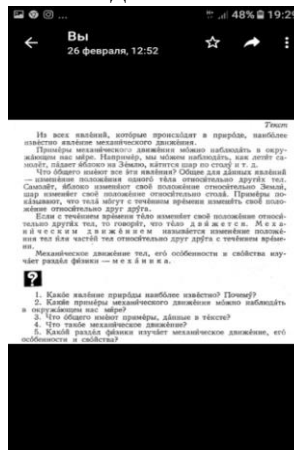 48% 19:29
Вы
26 февраля, 12:52
Текст
Из всех явлений, которые происходят в природе, наиболее
известно явление механического движения.
Примеры механического движения можно наблюдать в окру-
жающем нас мире. Например, мы можем наблюдать, как летит са-
молёт, падает яблоко на Землю, катится шар по столу и т. д.
Что общего имеют все эти явления? Общее для данных явлений
— изменение положения одного тела относительно других тел.
Самолёт, яблоко изменяют своё положение относительно Земли,
шар изменяет своё положение относительно стола. Примеры по-
казывают, что тела могут с течением времени изменять своё поло-
жение относительно друг друга.
Если с течением времени тело изменяет своё положение относи-
тельно других тел, то говорят, что тело движется. Меха-
ническим движением называется изменение положе-
ния тел или частей тел относительно друг друга с течением време-
ни.
Механическое движение тел, его особенности и свойства изу-
чает раздел физики — механика.
?
1. Какое явление природы наиболее известно? Почему?
2. Какие примеры механического движения можно наблюдать
в окружающем нас мире?
3. Что общего имеют примеры, данные в тексте?
4. Что такое механическое движение?
5. Какой раздел физики изучает механическое движение, его
особенности и свойства?